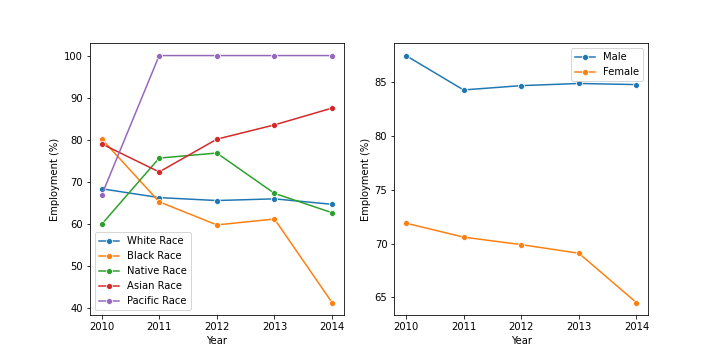 100
90
80
70
60
50
40
Employment (%)
2010
2011
2012
2013
2014
Year
White Race
Black Race
Native Race
Asian Race
Pacific Race
85
80
75
70
65
Employment (%)
2010
2011
2012
2013
2014
Year
Male
Female